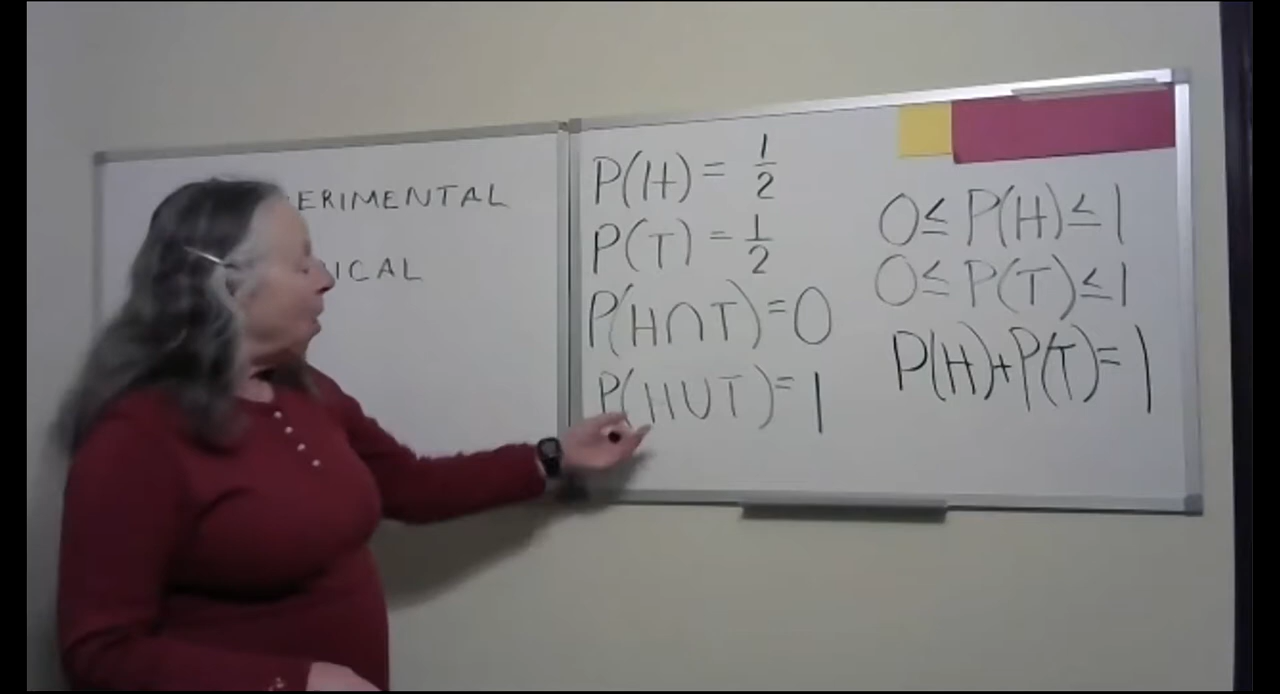 ERIMENTAL
ICAL
P(H) = 1/2
P(T) = 1/2
P(H∩T) = 0
P(H∪T) = 1
0 ≤ P(H) ≤ 1
0 ≤ P(T) ≤ 1
P(H) + P(T) = 1